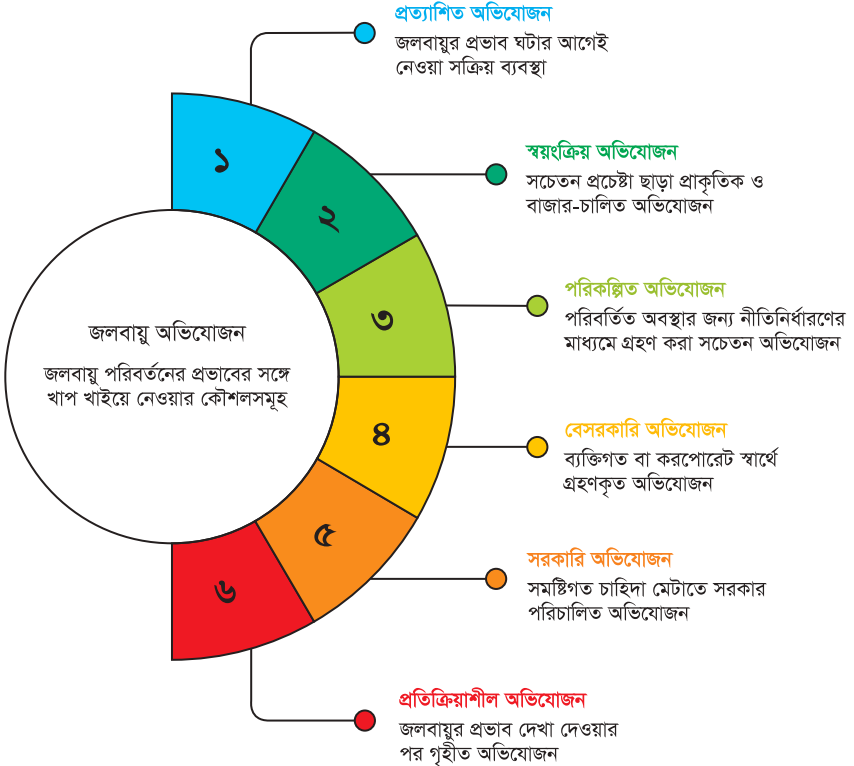 জলবায়ু অভিযোজন
জলবায়ু পরিবর্তনের প্রভাবের সঙ্গে
খাপ খাইয়ে নেওয়ার কৌশলসমূহ
১
প্রত্যাশিত অভিযোজন
জলবায়ুর প্রভাব ঘটার আগেই
নেওয়া সক্রিয় ব্যবস্থা
২
স্বয়ংক্রিয় অভিযোজন
সচেতন প্রচেষ্টা ছাড়া প্রাকৃতিক ও
বাজার-চালিত অভিযোজন
৩
পরিকল্পিত অভিযোজন
পরিবর্তিত অবস্থার জন্য নীতিনির্ধারণের
মাধ্যমে গ্রহণ করা সচেতন অভিযোজন
৪
বেসরকারি অভিযোজন
ব্যক্তিগত বা করপোরেট স্বার্থে
গ্রহণকৃত অভিযোজন
৫
সরকারি অভিযোজন
সমষ্টিগত চাহিদা মেটাতে সরকার
পরিচালিত অভিযোজন
৬
প্রতিক্রিয়াশীল অভিযোজন
জলবায়ুর প্রভাব দেখা দেওয়ার
পর গৃহীত অভিযোজন